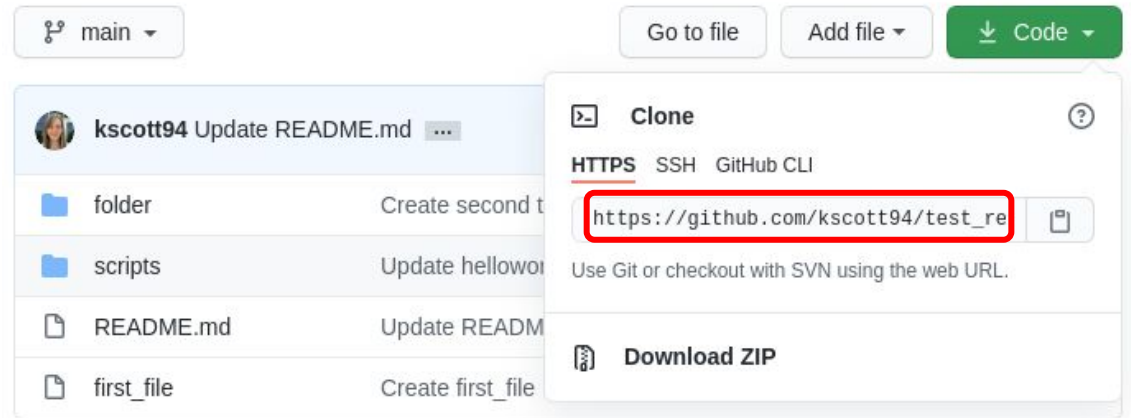 main Go to file Add file Code
kscott94 Update README.md ...
Clone
HTTPS SSH GitHub CLI
folder Create second t
https://github.com/kscott94/test_re
scripts Update hellowor
Use Git or checkout with SVN using the web URL.
README.md Update READM
Download ZIP
first_file Create first_file